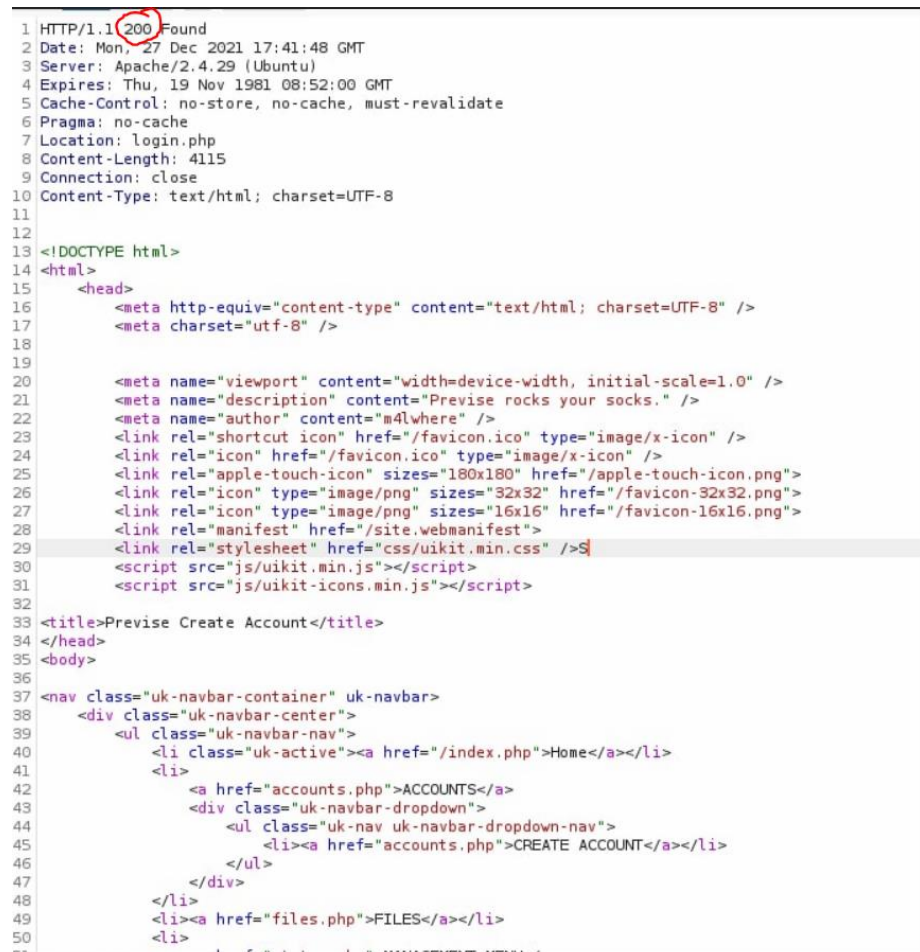 1 HTTP/1.1 200 Found
2 Date: Mon, 27 Dec 2021 17:41:48 GMT
3 Server: Apache/2.4.29 (Ubuntu)
4 Expires: Thu, 19 Nov 1981 08:52:00 GMT
5 Cache-Control: no-store, no-cache, must-revalidate
6 Pragma: no-cache
7 Location: login.php
8 Content-Length: 4115
9 Connection: close
10 Content-Type: text/html; charset=UTF-8
11
12
13 <!DOCTYPE html>
14 <html>
15 <head>
16 <meta http-equiv="content-type" content="text/html; charset=UTF-8" />
17 <meta charset="utf-8" />
18
19
20 <meta name="viewport" content="width=device-width, initial-scale=1.0" />
21 <meta name="description" content="Previse rocks your socks." />
22 <meta name="author" content="m4lwhere" />
23 <link rel="shortcut icon" href="/favicon.ico" type="image/x-icon" />
24 <link rel="icon" href="/favicon.ico" type="image/x-icon" />
25 <link rel="apple-touch-icon" sizes="180x180" href="/apple-touch-icon.png">
26 <link rel="icon" type="image/png" sizes="32x32" href="/favicon-32x32.png">
27 <link rel="icon" type="image/png" sizes="16x16" href="/favicon-16x16.png">
28 <link rel="manifest" href="/site.webmanifest">
29 <link rel="stylesheet" href="css/uikit.min.css" />S
30 <script src="js/uikit.min.js"></script>
31 <script src="js/uikit-icons.min.js"></script>
32
33 <title>Previse Create Account</title>
34 </head>
35 <body>
36
37 <nav class="uk-navbar-container" uk-navbar>
38 <div class="uk-navbar-center">
39 <ul class="uk-navbar-nav">
40 <li class="uk-active"><a href="/index.php">Home</a></li>
41 <li>
42 <a href="accounts.php">ACCOUNTS</a>
43 <div class="uk-navbar-dropdown">
44 <ul class="uk-nav uk-navbar-dropdown-nav">
45 <li><a href="accounts.php">CREATE ACCOUNT</a></li>
46 </ul>
47 </div>
48 </li>
49 <li><a href="files.php">FILES</a></li>
50 <li>